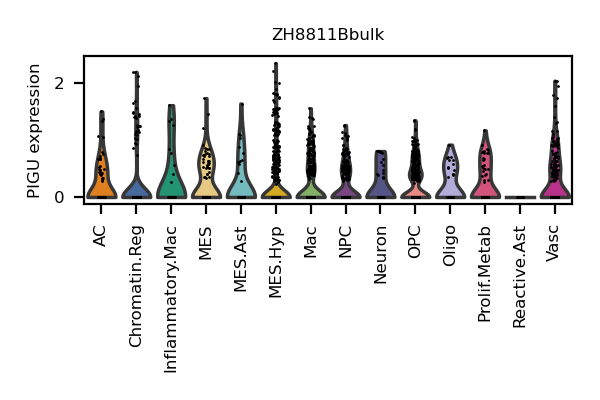 ZH8811Bbulk
PIGU expression
2
0
AC
Chromatin.Reg
Inflammatory.Mac
MES
MES.Ast
MES.Hyp
Mac
NPC
Neuron
OPC
Oligo
Prolif.Metab
Reactive.Ast
Vasc